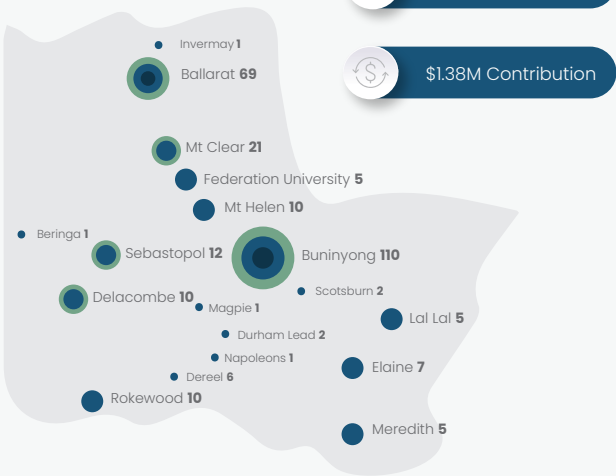 Invermay 1
Ballarat 69
$1.38M Contribution
Mt Clear 21
Federation University 5
Mt Helen 10
Beringa 1
Sebastopol 12
Buninyong 110
Delacombe 10
Scotsburn 2
Magpie 1
Lal Lal 5
Durham Lead 2
Napoleons 1
Elaine 7
Dereel 6
Rokewood 10
Meredith 5